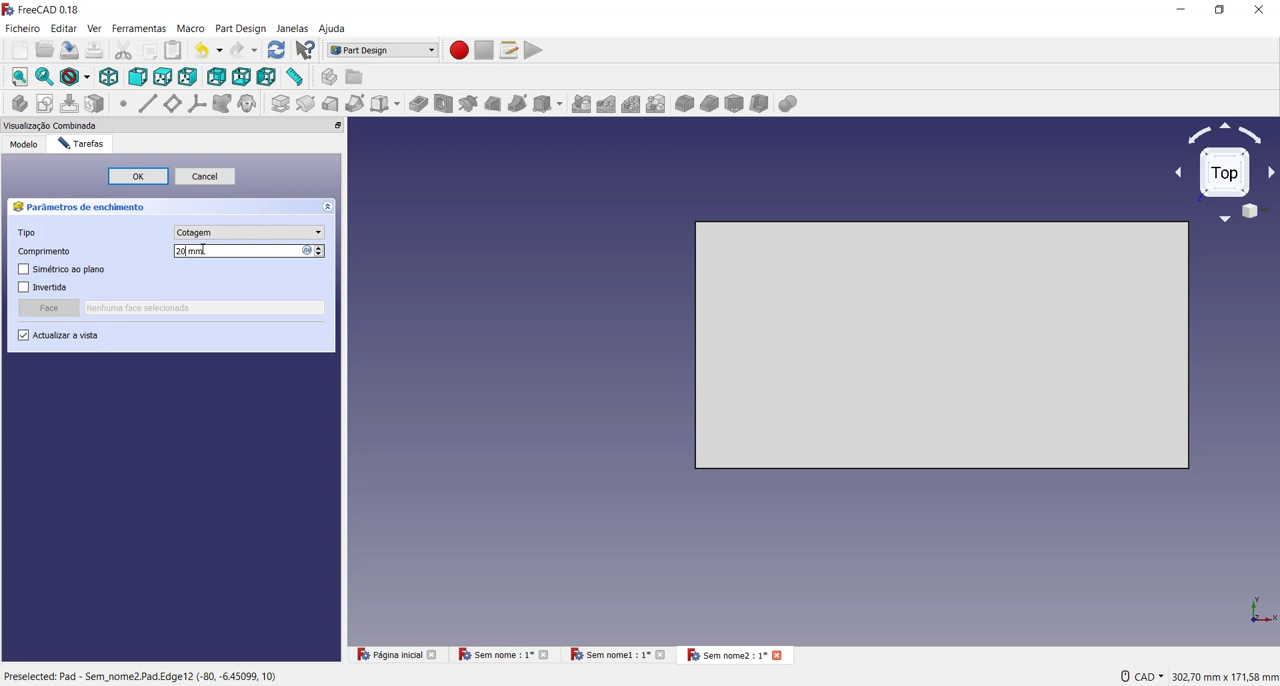 FreeCAD 0.18
Ficheiro Editar Ver Ferramentas Macro Part Design Janelas Ajuda
Part Design
Visualização Combinada
Modelo Tarefas
OK Cancel
Parâmetros de enchimento
Tipo Cotagem
Comprimento 20 mm
Simétrico ao plano
Invertida
Face Nenhuma face selecionada
Actualizar a vista
Top
Z
Y
Z X
Página inicial Sem nome : 1* Sem nome1 : 1* Sem nome2 : 1*
Preselected: Pad - Sem_nome2.Pad.Edge12 (-80, -6.45099, 10) CAD 302,70 mm x 171,58 mm